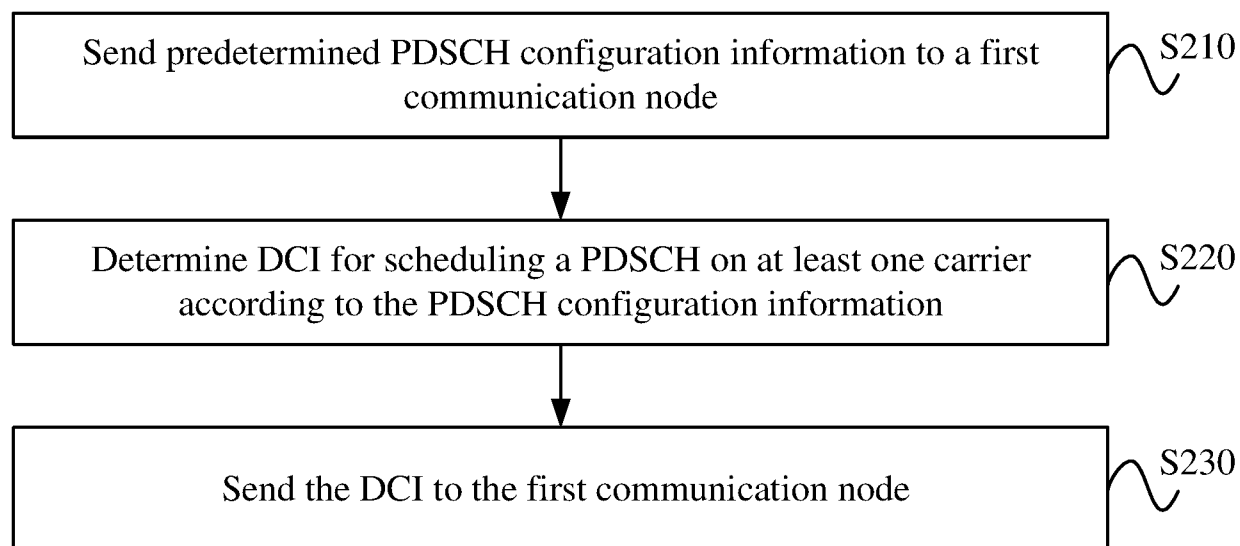 Send predetermined PDSCH configuration information to a first
communication node
S210
Determine DCI for scheduling a PDSCH on at least one carrier
according to the PDSCH configuration information
S220
Send the DCI to the first communication node
S230